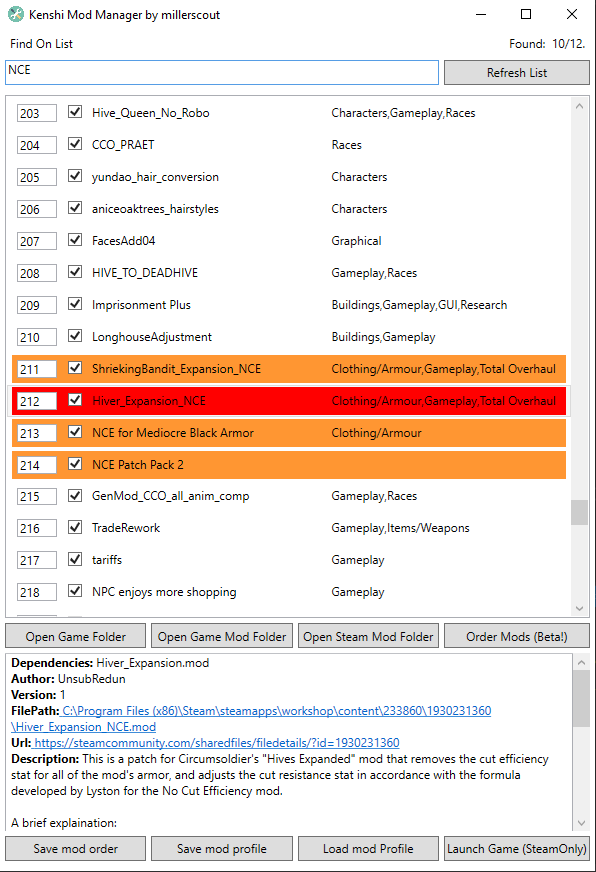 Kenshi Mod Manager by millerscout
Find On List Found: 10/12.
NCE Refresh List
203 Hive_Queen_No_Robo Characters,Gameplay,Races
204 CCO_PRAET Races
205 yundao_hair_conversion Characters
206 aniceoaktrees_hairstyles Characters
207 FacesAdd04 Graphical
208 HIVE_TO_DEADHIVE Gameplay,Races
209 Imprisonment Plus Buildings,Gameplay,GUI,Research
210 LonghouseAdjustment Buildings,Gameplay
211 ShriekingBandit_Expansion_NCE Clothing/Armour,Gameplay,Total Overhaul
212 Hiver_Expansion_NCE Clothing/Armour,Gameplay,Total Overhaul
213 NCE for Mediocre Black Armor Clothing/Armour
214 NCE Patch Pack 2
215 GenMod_CCO_all_anim_comp Gameplay,Races
216 TradeRework Gameplay,Items/Weapons
217 tariffs Gameplay
218 NPC enjoys more shopping Gameplay
Open Game Folder Open Game Mod Folder Open Steam Mod Folder Order Mods (Beta!)
Dependencies: Hiver_Expansion.mod
Author: UnsubRedun
Version: 1
FilePath: C:\Program Files (x86)\Steam\steamapps\workshop\content\233860\1930231360
\Hiver_Expansion_NCE.mod
Url: https://steamcommunity.com/sharedfiles/filedetails/?id=1930231360
Description: This is a patch for Circumsoldier's "Hives Expanded" mod that removes the cut efficiency
stat for all of the mod's armor, and adjusts the cut resistance stat in accordance with the formula
developed by Lyston for the No Cut Efficiency mod.
A brief explaination:
Save mod order Save mod profile Load mod Profile Launch Game (SteamOnly)